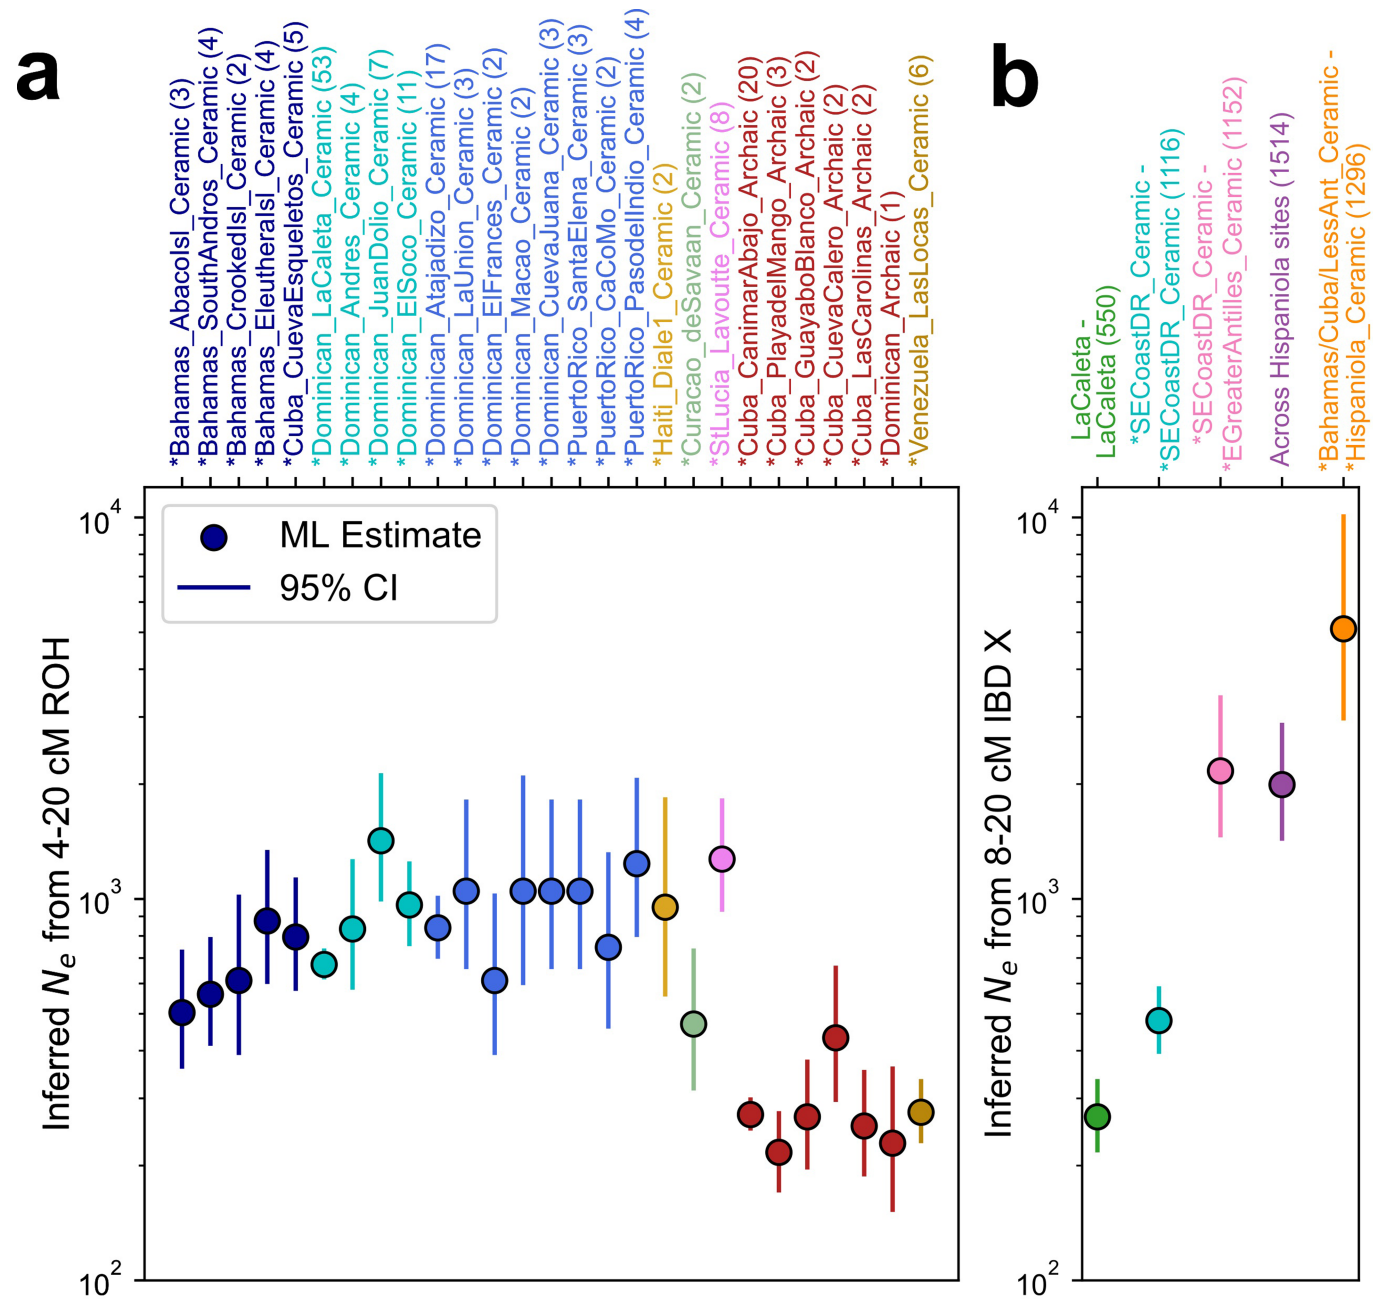 a
*Bahamas_AbacoIsl_Ceramic (3)
*Bahamas_SouthAndros_Ceramic (4)
*Bahamas_CrookedIsl_Ceramic (2)
*Bahamas_EleutheraIsl_Ceramic (4)
*Cuba_CuevaEsqueletos_Ceramic (5)
*Dominican_LaCaleta_Ceramic (53)
*Dominican_Andres_Ceramic (4)
*Dominican_JuanDolio_Ceramic (7)
*Dominican_ElSoco_Ceramic (11)
*Dominican_Atajadizo_Ceramic (17)
*Dominican_LaUnion_Ceramic (3)
*Dominican_ElFrances_Ceramic (2)
*Dominican_Macao_Ceramic (2)
*Dominican_CuevaJuana_Ceramic (3)
*PuertoRico_SantaElena_Ceramic (3)
*PuertoRico_CaCoMo_Ceramic (2)
*PuertoRico_PasodelIndio_Ceramic (4)
*Haiti_Diale1_Ceramic (2)
*Curacao_deSavaan_Ceramic (2)
*StLucia_Lavoutte_Ceramic (8)
*Cuba_CanimarAbajo_Archaic (20)
*Cuba_PlayadelMango_Archaic (3)
*Cuba_GuayaboBlanco_Archaic (2)
*Cuba_CuevaCalero_Archaic (2)
*Cuba_LasCarolinas_Archaic (2)
*Dominican_Archaic (1)
*Venezuela_LasLocas_Ceramic (6)
Inferred Nₑ from 4-20 cM ROH
10⁴
10³
10²
ML Estimate
95% CI
b
LaCaleta -
LaCaleta (550)
*SECoastDR_Ceramic -
*SECoastDR_Ceramic (1116)
*SECoastDR_Ceramic -
*EGreaterAntilles_Ceramic (1152)
Across Hispaniola sites (1514)
*Bahamas/Cuba/LessAnt_Ceramic -
*Hispaniola_Ceramic (1296)
Inferred Nₑ from 8-20 cM IBD X
10⁴
10³
10²